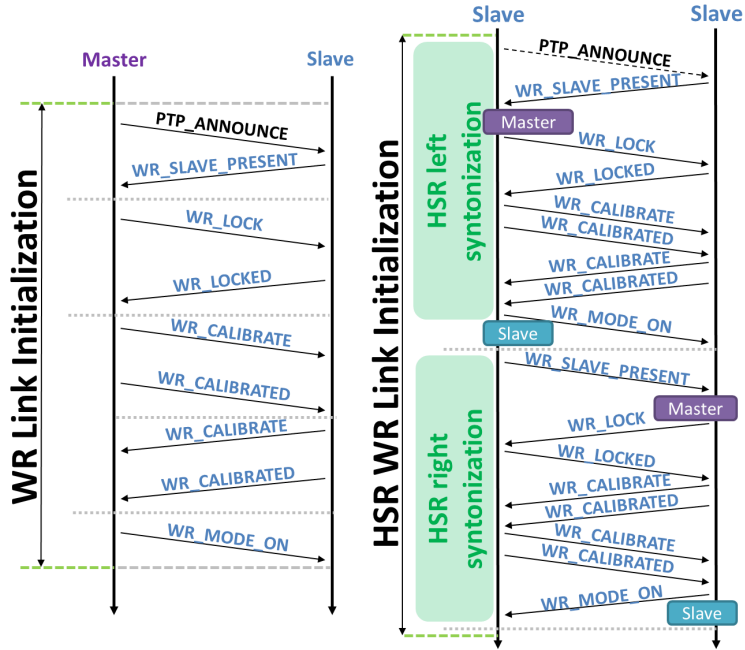 Master
Slave
WR Link Initialization
PTP_ANNOUNCE
WR_SLAVE_PRESENT
WR_LOCK
WR_LOCKED
WR_CALIBRATE
WR_CALIBRATED
WR_CALIBRATE
WR_CALIBRATED
WR_MODE_ON
Slave
Slave
HSR WR Link Initialization
HSR left
syntonization
PTP_ANNOUNCE
WR_SLAVE_PRESENT
Master
WR_LOCK
WR_LOCKED
WR_CALIBRATE
WR_CALIBRATED
WR_CALIBRATE
WR_CALIBRATED
WR_MODE_ON
Slave
HSR right
syntonization
WR_SLAVE_PRESENT
Master
WR_LOCK
WR_LOCKED
WR_CALIBRATE
WR_CALIBRATED
WR_CALIBRATE
WR_CALIBRATED
WR_MODE_ON
Slave